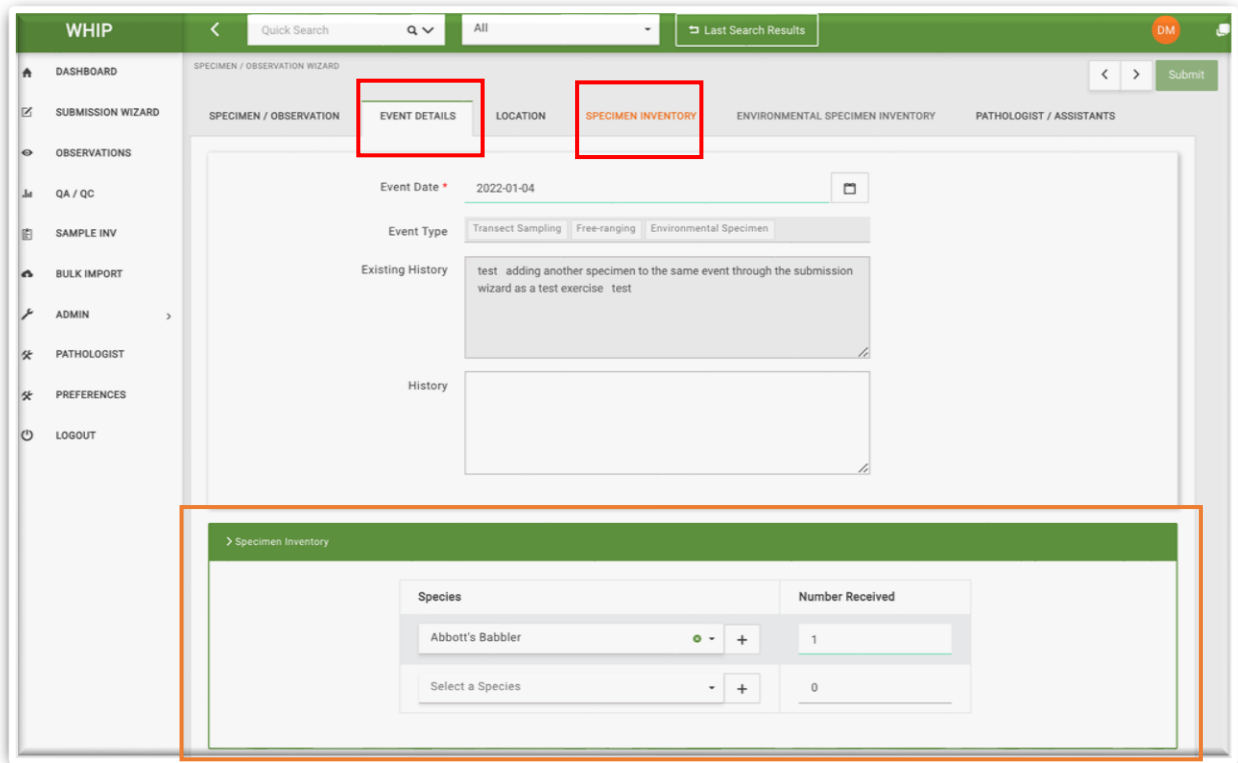 WHIP
Quick Search
All
Last Search Results
DM
DASHBOARD
SUBMISSION WIZARD
OBSERVATIONS
QA / QC
SAMPLE INV
BULK IMPORT
ADMIN
PATHOLOGIST
PREFERENCES
LOGOUT
SPECIMEN / OBSERVATION WIZARD
Submit
SPECIMEN / OBSERVATION
EVENT DETAILS
LOCATION
SPECIMEN INVENTORY
ENVIRONMENTAL SPECIMEN INVENTORY
PATHOLOGIST / ASSISTANTS
Event Date *
2022-01-04
Event Type
Transect Sampling
Free-ranging
Environmental Specimen
Existing History
test adding another specimen to the same event through the submission
wizard as a test exercise test
History
Specimen Inventory
Species
Number Received
Abbott's Babbler
1
Select a Species
0